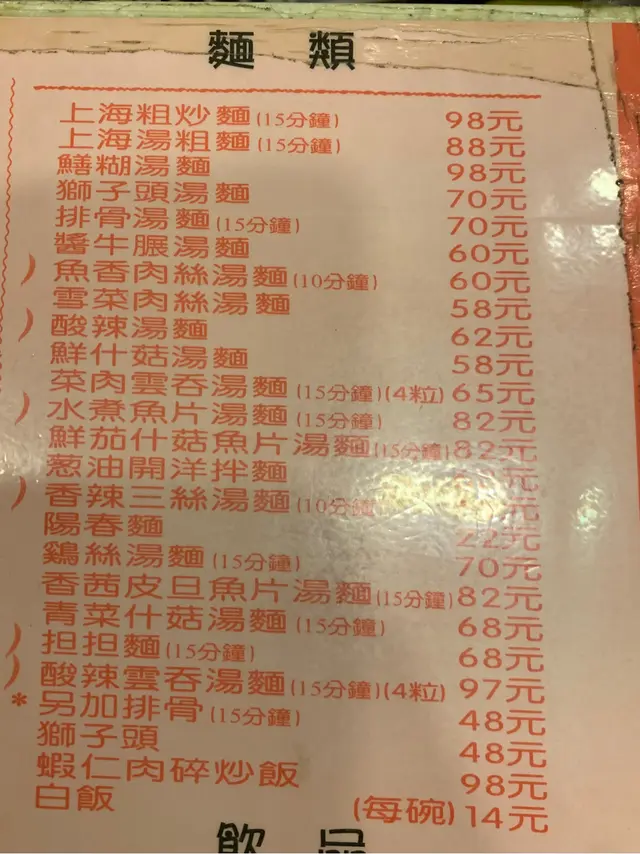 麵 類
上海粗炒麵(15分鐘) 98元
上海湯粗麵(15分鐘) 88元
鱔糊湯麵 98元
獅子頭湯麵 70元
排骨湯麵(15分鐘) 70元
醬牛𦟌湯麵 60元
魚香肉絲湯麵(10分鐘) 60元
雲菜肉絲湯麵 58元
酸辣湯麵 62元
鮮什菇湯麵 58元
菜肉雲吞湯麵(15分鐘)(4粒) 65元
水煮魚片湯麵(15分鐘) 82元
鮮茄什菇魚片湯麵(15分鐘) 82元
葱油開洋拌麵 元
香辣三絲湯麵(10分鐘) 元
陽春麵 22元
鷄絲湯麵(15分鐘) 70元
香茜皮旦魚片湯麵(15分鐘) 82元
青菜什菇湯麵(15分鐘) 68元
担担麵(15分鐘) 68元
酸辣雲吞湯麵(15分鐘)(4粒) 97元
*另加排骨(15分鐘) 48元
獅子頭 48元
蝦仁肉碎炒飯 98元
白飯 (每碗)14元
飲 品